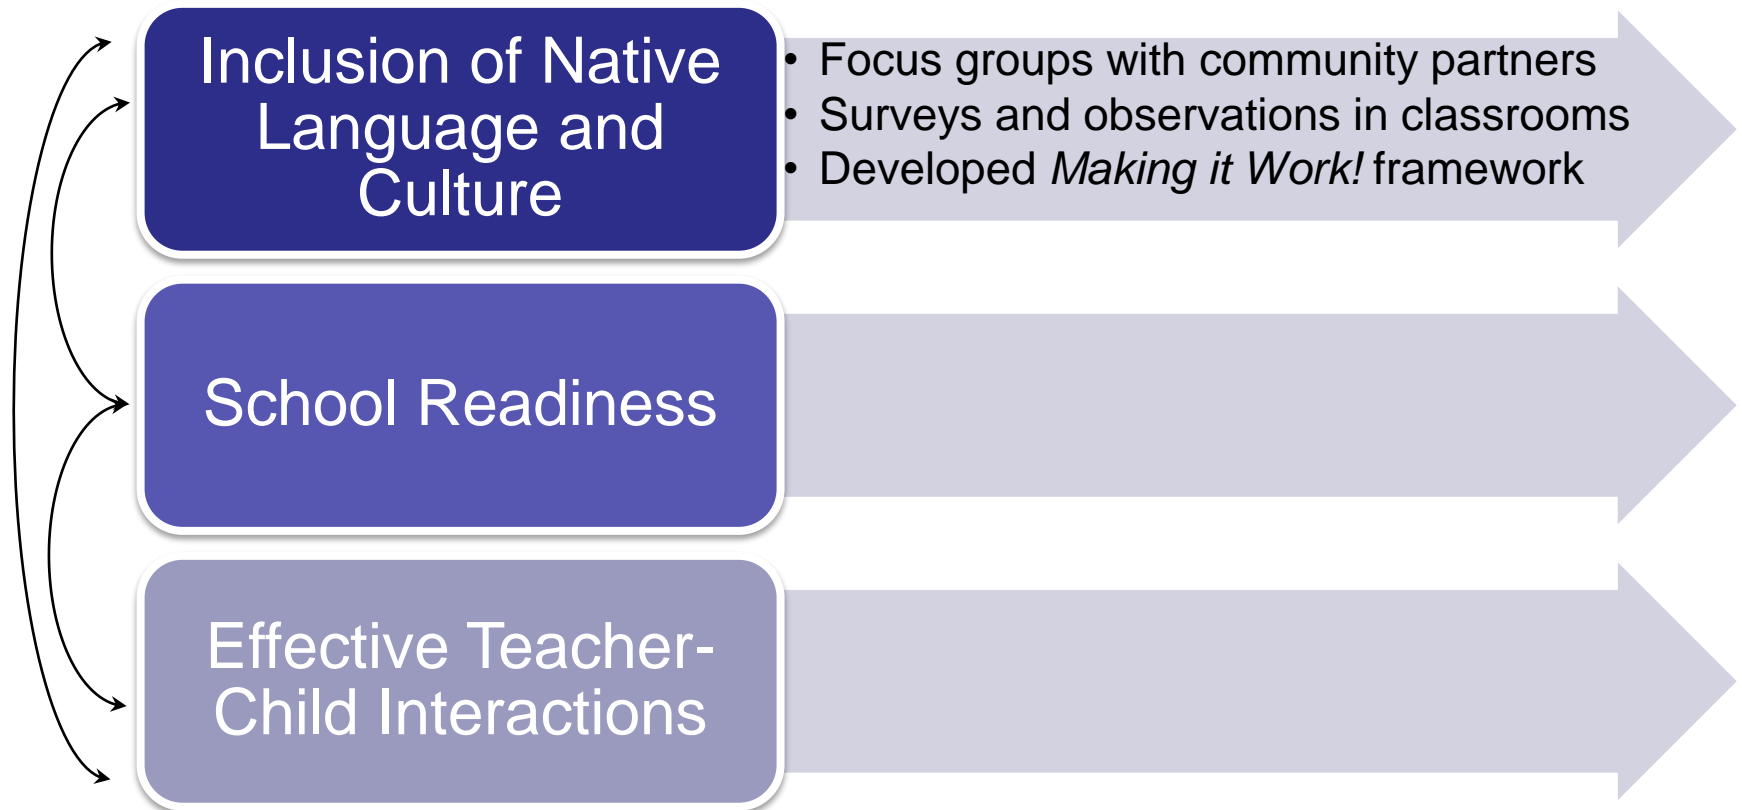 Inclusion of Native
Language and
Culture
• Focus groups with community partners
• Surveys and observations in classrooms
• Developed Making it Work! framework
School Readiness
Effective Teacher-
Child Interactions